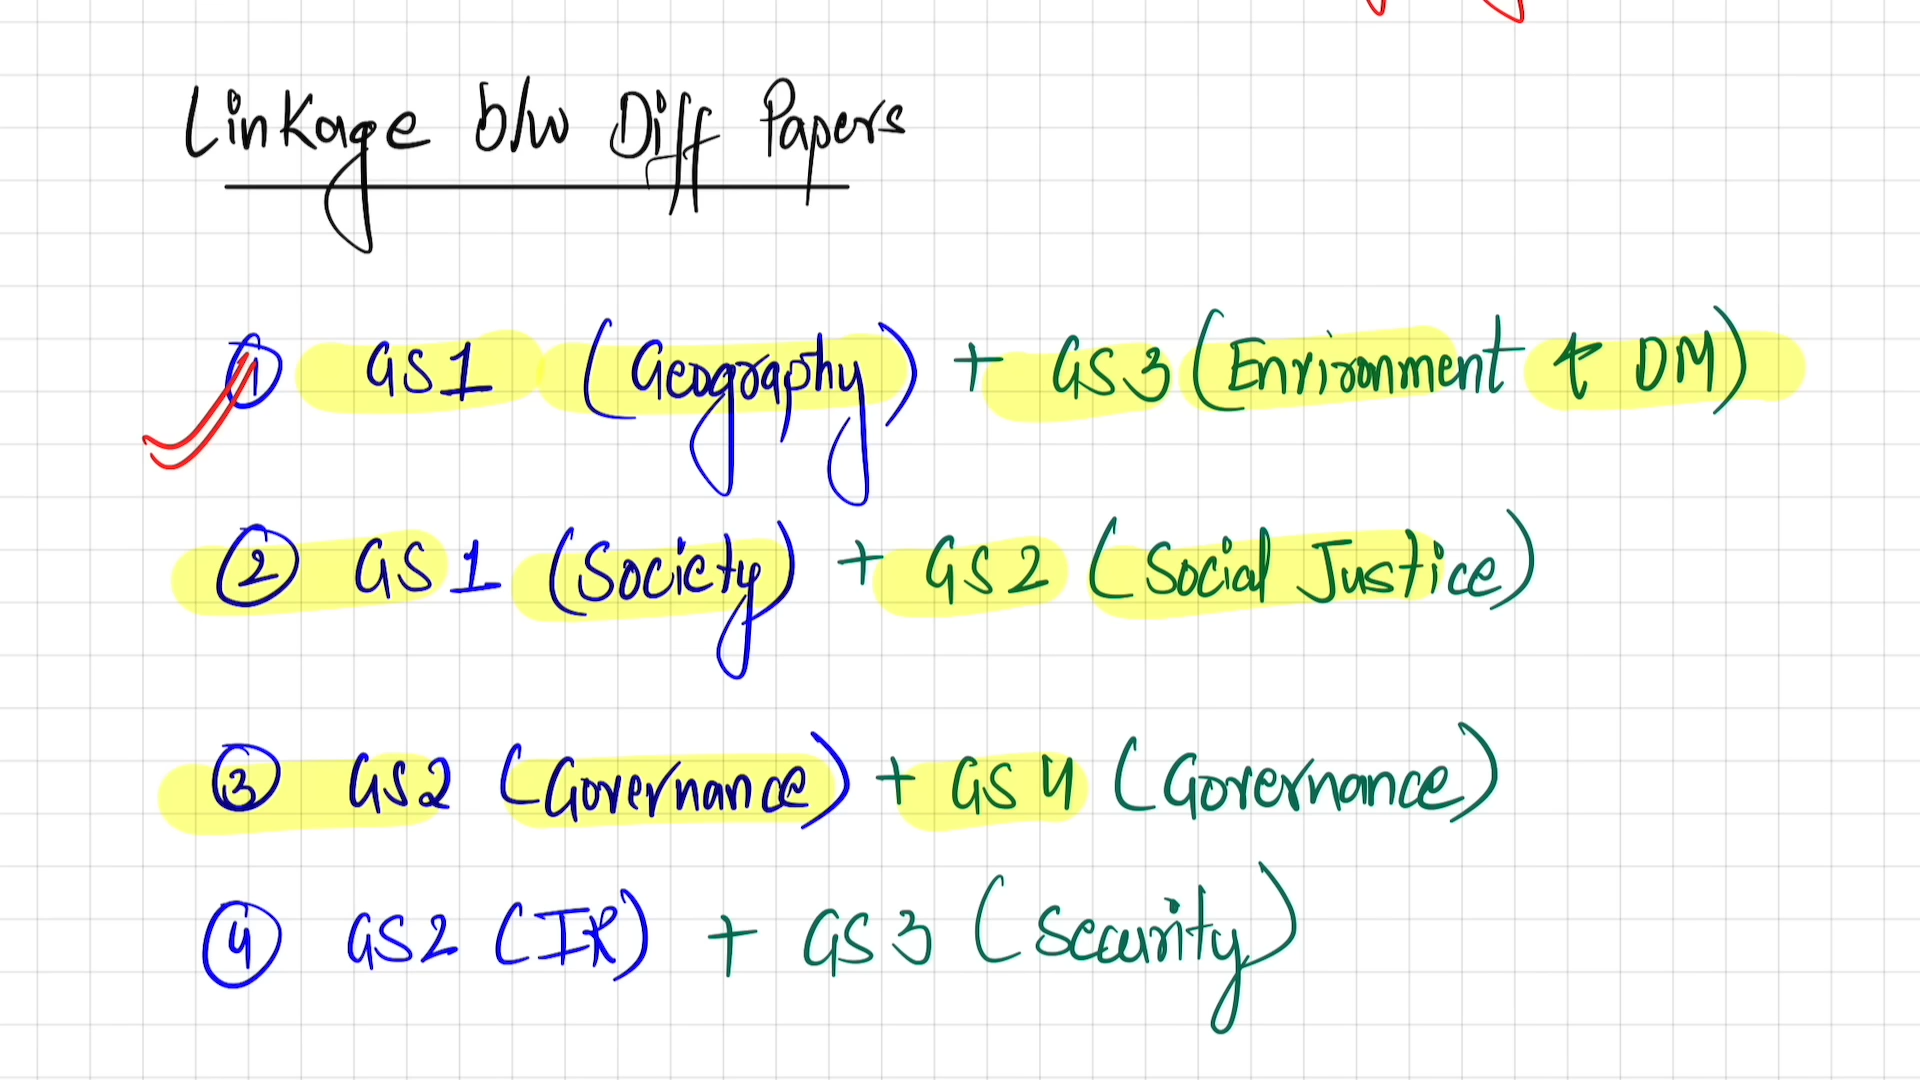 Linkage b/w Diff Papers
① GS1 (Geography) + GS3 (Environment & DM)
② GS1 (Society) + GS2 (Social Justice)
③ GS2 (Governance) + GS4 (Governance)
④ GS2 (IR) + GS3 (Security)